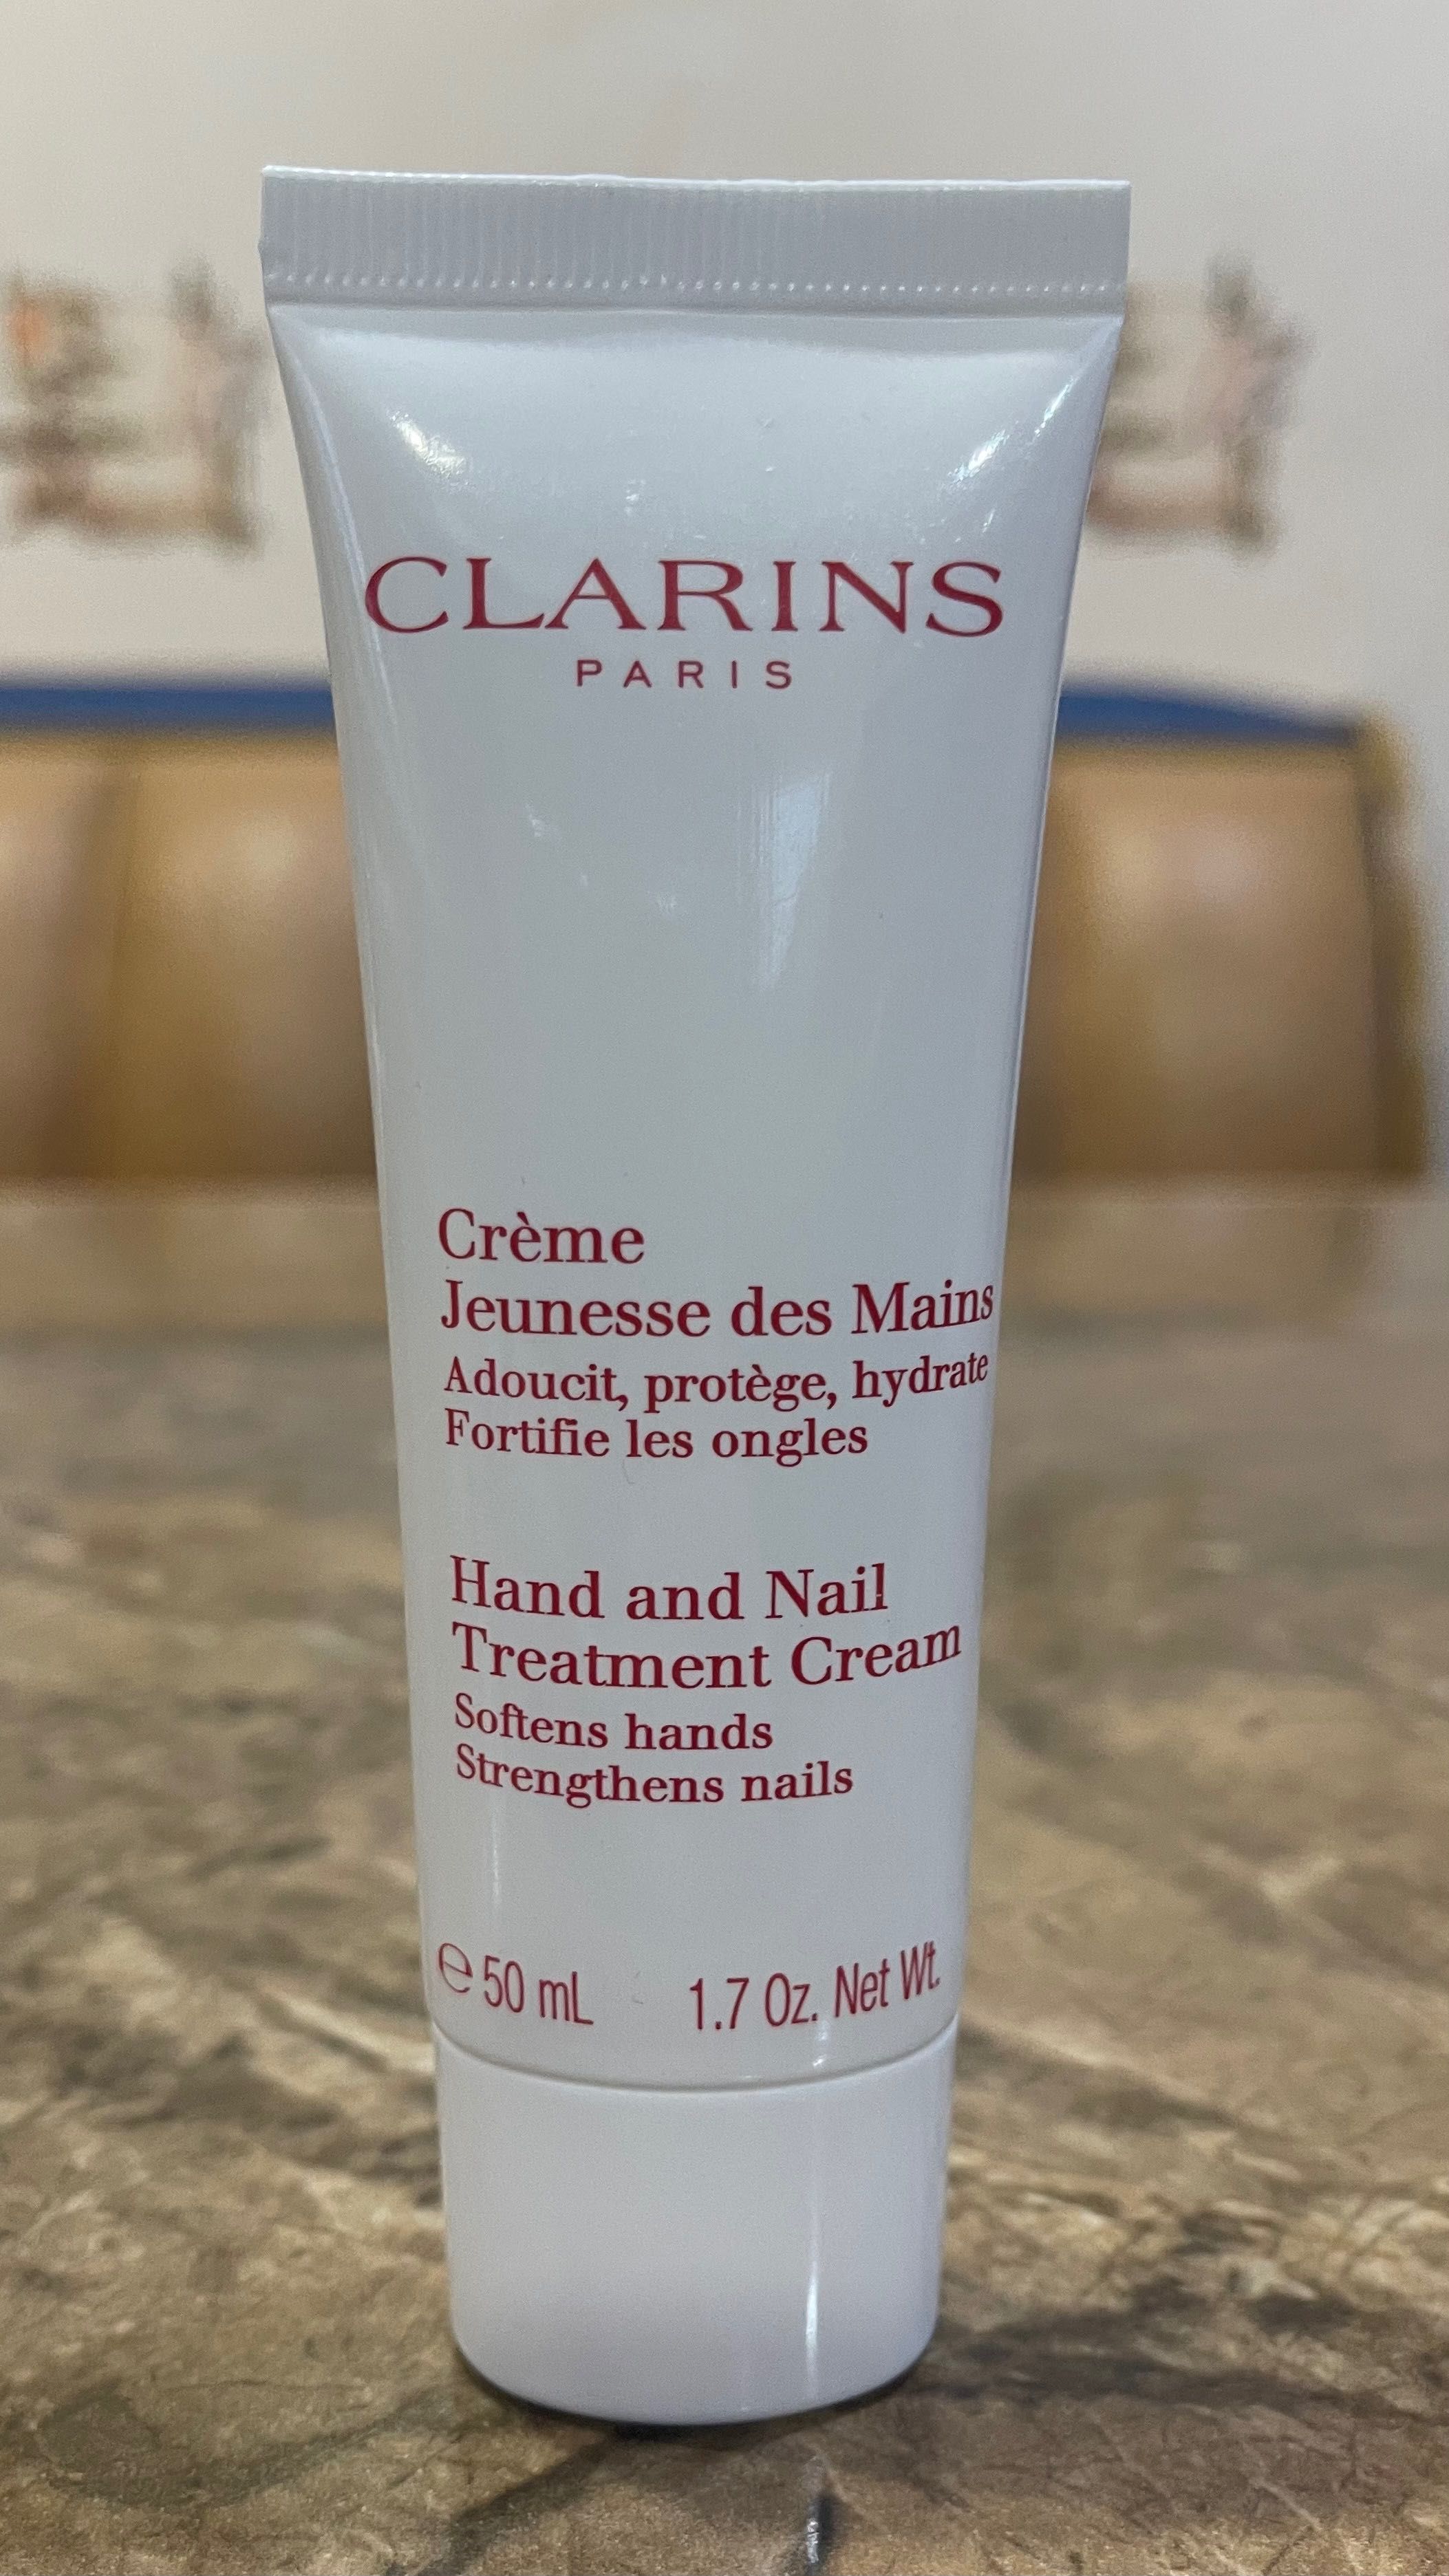 CLARINS
PARIS
Crème
Jeunesse des Mains
Adoucit, protège, hydrate
Fortifie les ongles
Hand and Nail
Treatment Cream
Softens hands
Strengthens nails
℮ 50 mL 1.7 Oz. Net Wt.